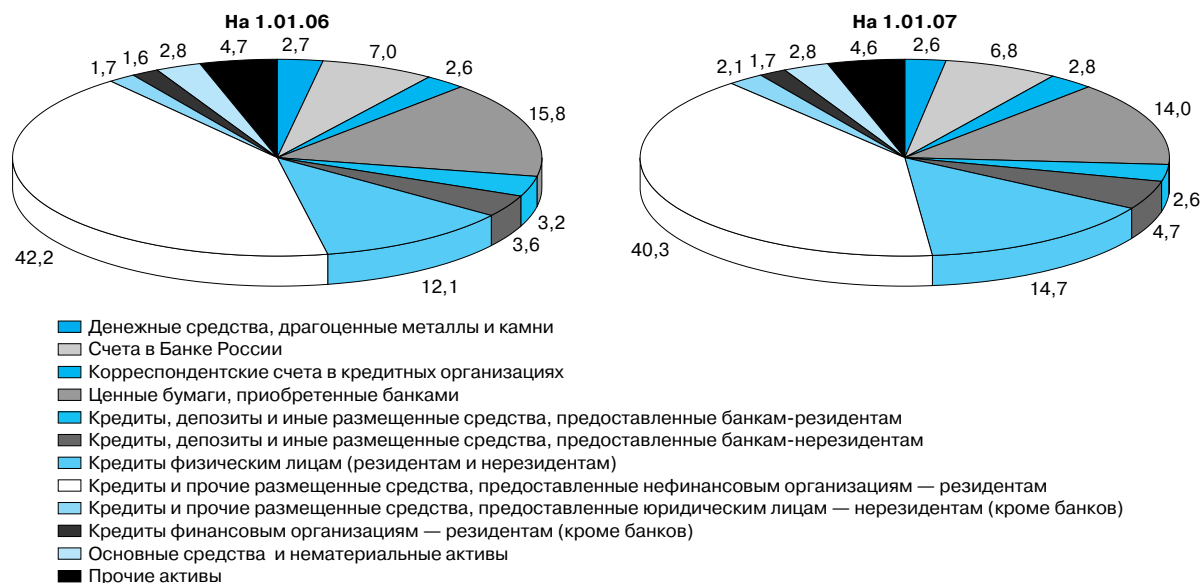 На 1.01.06
2,7
7,0
2,6
15,8
3,2
3,6
12,1
42,2
1,7
1,6
2,8
4,7
На 1.01.07
2,6
6,8
2,8
14,0
2,6
4,7
14,7
40,3
2,1
1,7
2,8
4,6
Денежные средства, драгоценные металлы и камни
Счета в Банке России
Корреспондентские счета в кредитных организациях
Ценные бумаги, приобретенные банками
Кредиты, депозиты и иные размещенные средства, предоставленные банкам-резидентам
Кредиты, депозиты и иные размещенные средства, предоставленные банкам-нерезидентам
Кредиты физическим лицам (резидентам и нерезидентам)
Кредиты и прочие размещенные средства, предоставленные нефинансовым организациям — резидентам
Кредиты и прочие размещенные средства, предоставленные юридическим лицам — нерезидентам (кроме банков)
Кредиты финансовым организациям — резидентам (кроме банков)
Основные средства и нематериальные активы
Прочие активы